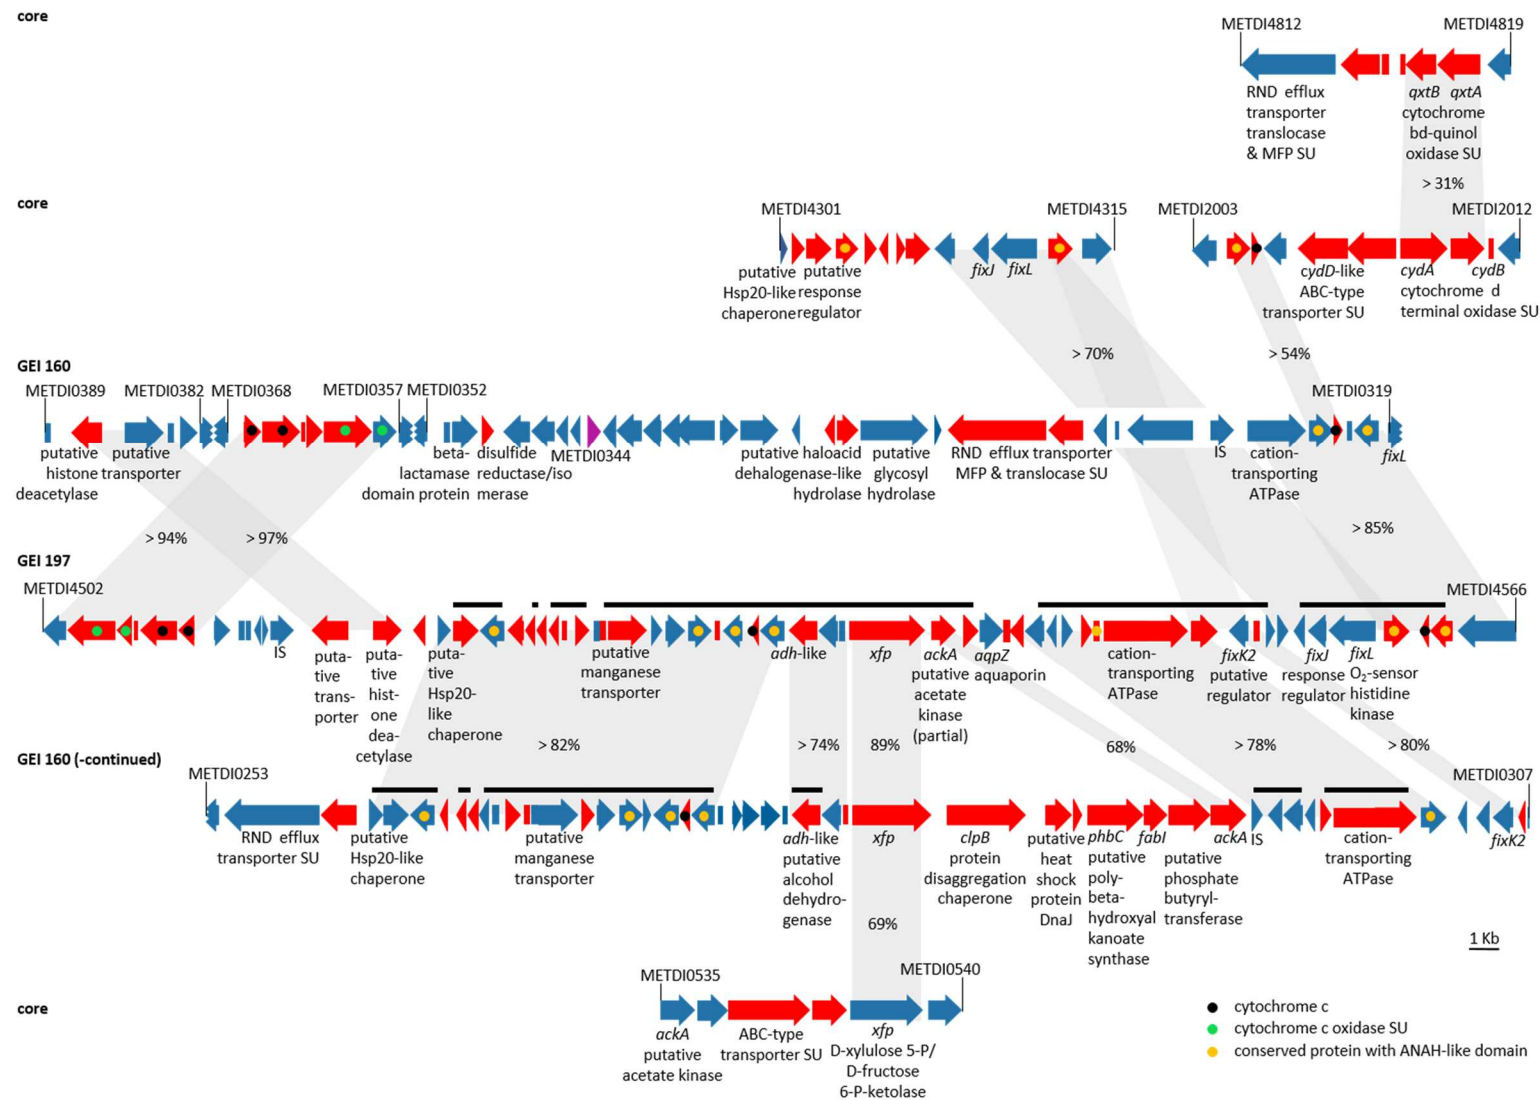 core
METDI4812 METDI4819
RND efflux qxtB qxtA
transporter cytochrome
translocase bd-quinol
& MFP SU oxidase SU
> 31%
core
METDI4301 METDI4315 METDI2003 METDI2012
fixJ fixL
putative putative cydD-like cydA cydB
Hsp20-like response ABC-type cytochrome d
chaperone regulator transporter SU terminal oxidase SU
> 70% > 54%
GEI 160
METDI0389 METDI0382 METDI0368 METDI0357 METDI0352 METDI0319
putative putative beta- disulfide METDI0344 putative haloacid putative RND efflux transporter IS cation- fixL
histone transporter lactamase reductase/iso dehalogenase-like glycosyl MFP & translocase SU transporting
deacetylase domain protein merase hydrolase hydrolase ATPase
> 94% > 97% > 85%
GEI 197
METDI4502 METDI4566
IS puta- puta- puta- putative adh-like xfp ackA aqpZ cation- fixK2 fixJ fixL
tive tive tive manganese putative aquaporin transporting putative response O2-sensor
trans- hist- Hsp20- transporter acetate ATPase regulator regulator histidine
porter one like kinase kinase
dea- chaperone (partial)
cetylase
> 82% > 74% 89% 68% > 78% > 80%
GEI 160 (-continued)
METDI0253 METDI0307
RND efflux putative putative adh-like xfp clpB putative phbC fabI ackA IS cation- fixK2
transporter SU Hsp20-like manganese putative protein heat putative putative transporting
chaperone transporter alcohol disaggregation shock poly- phosphate ATPase
dehydro- chaperone protein beta- butyryl-
genase DnaJ hydroxyal transferase
kanoate
synthase
69%
1 Kb
METDI0535 METDI0540
core
ackA ABC-type xfp
putative transporter SU D-xylulose 5-P/
acetate kinase D-fructose
6-P-ketolase
cytochrome c
cytochrome c oxidase SU
conserved protein with ANAH-like domain